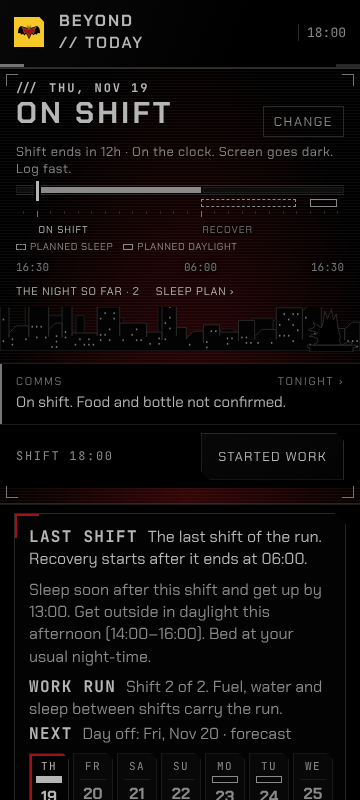 BEYOND
// TODAY
18:00
/// THU, NOV 19
ON SHIFT
CHANGE
Shift ends in 12h · On the clock. Screen goes dark.
Log fast.
ON SHIFT
RECOVER
PLANNED SLEEP
PLANNED DAYLIGHT
16:30
06:00
16:30
THE NIGHT SO FAR · 2
SLEEP PLAN ›
COMMS
TONIGHT ›
On shift. Food and bottle not confirmed.
SHIFT 18:00
STARTED WORK
LAST SHIFT The last shift of the run.
Recovery starts after it ends at 06:00.
Sleep soon after this shift and get up by
13:00. Get outside in daylight this
afternoon (14:00–16:00). Bed at your
usual night-time.
WORK RUN Shift 2 of 2. Fuel, water and
sleep between shifts carry the run.
NEXT Day off: Fri, Nov 20 · forecast
TH FR SA SU MO TU WE
19 20 21 22 23 24 25